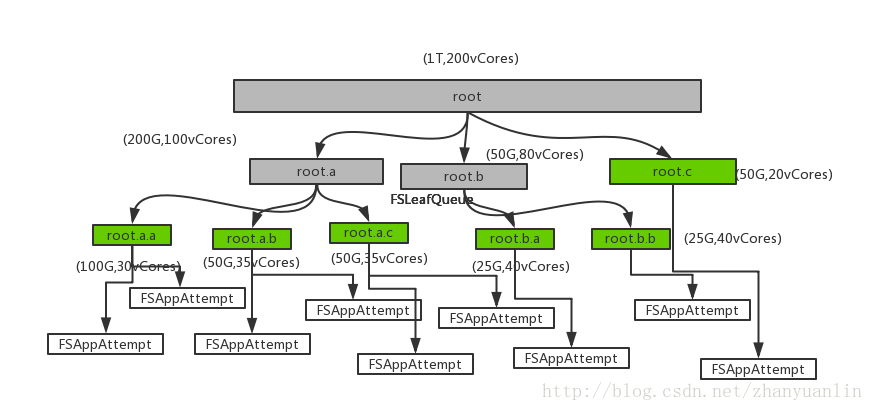 (1T,200vCores)
root
(200G,100vCores)
(50G,80vCores)
root.a
root.b
root.c
(50G,20vCores)
FSLeafQueue
root.a.a
root.a.b
root.a.c
root.b.a
root.b.b
(25G,40vCores)
(100G,30vCores)
(50G,35vCores)
(50G,35vCores)
(25G,40vCores)
FSAppAttempt
FSAppAttempt
FSAppAttempt
FSAppAttempt
FSAppAttempt
FSAppAttempt
FSAppAttempt
FSAppAttempt
FSAppAttempt
http://blog.csdn.net/zhanyuanlin